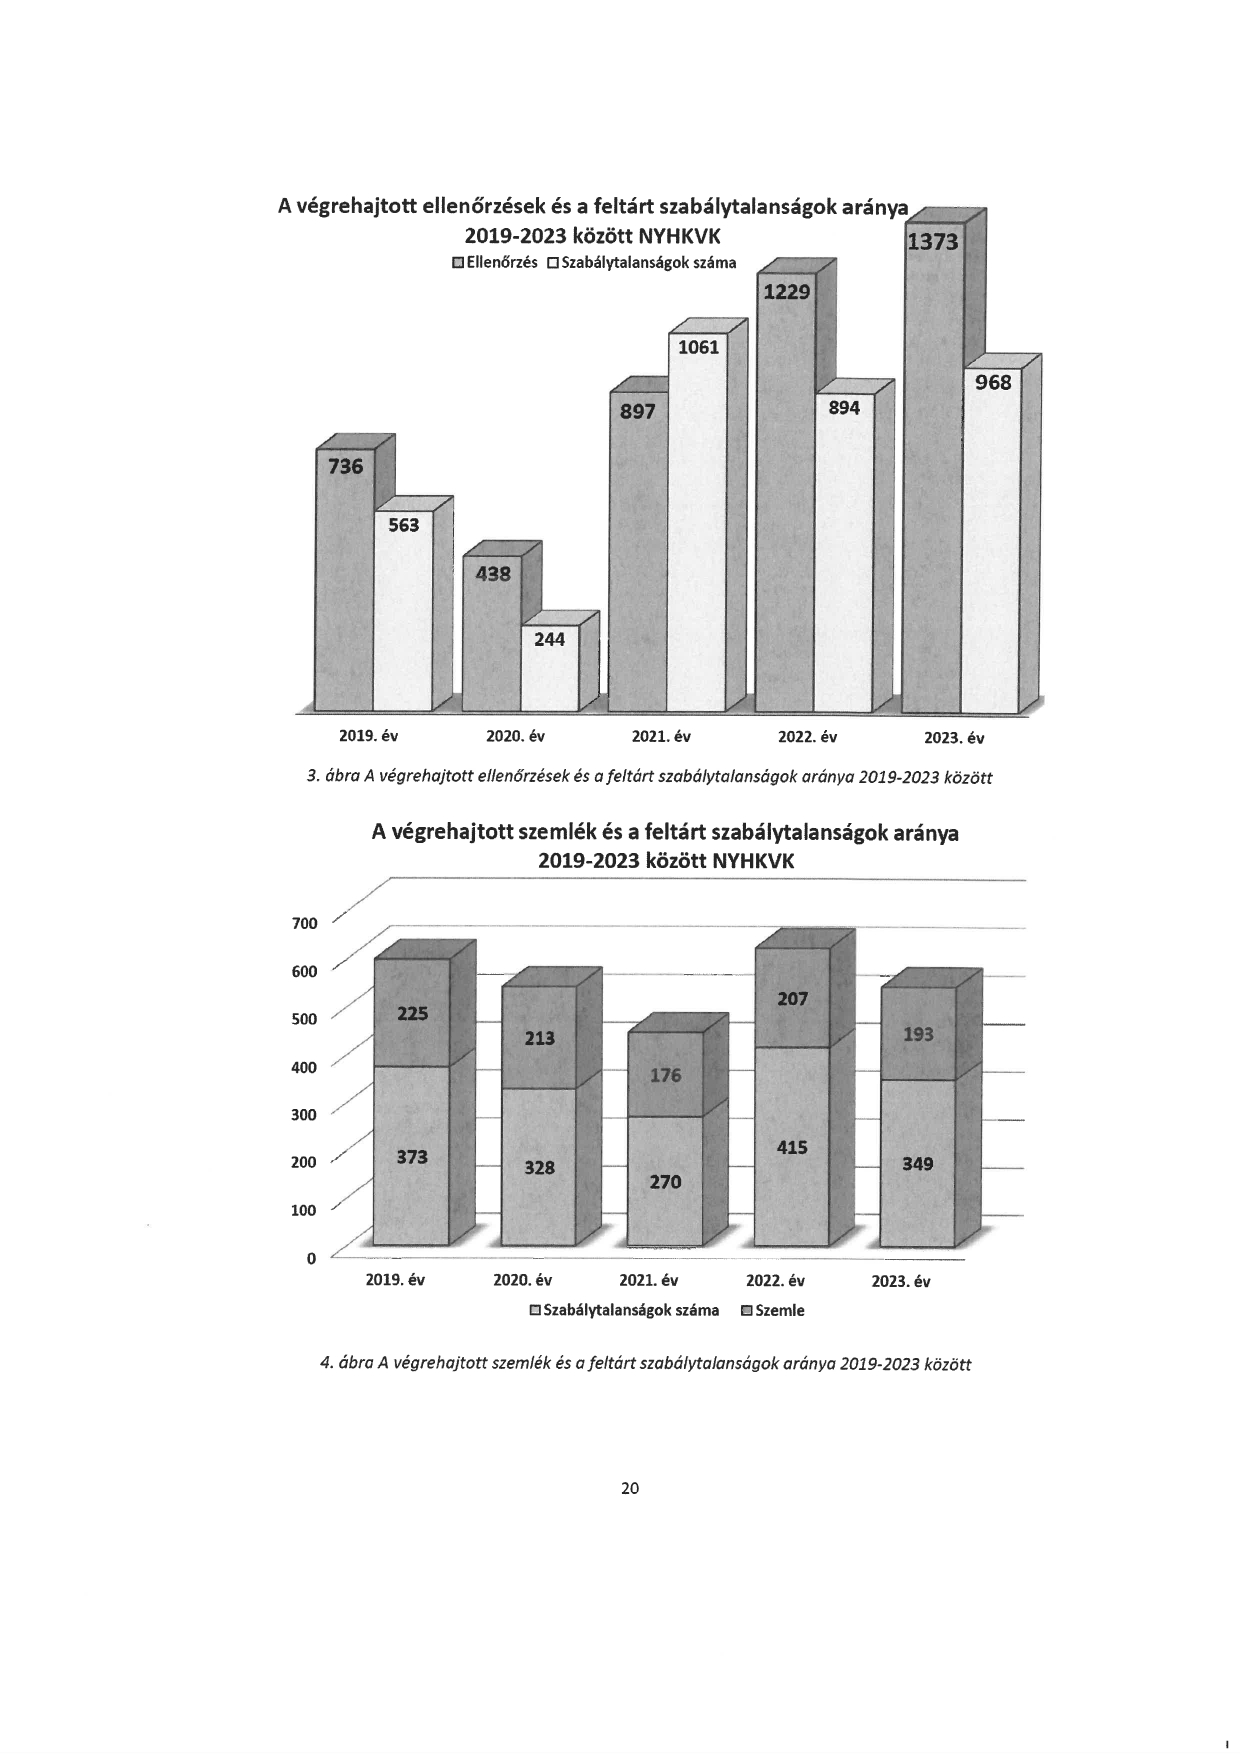 A végrehajtott ellenőrzések és a feltárt szabálytalanságok aránya
2019-2023 között NYHKVK
Ellenőrzés Szabálytalanságok száma
1373
1229
1061
968
897
894
736
563
438
244
2019. év 2020. év 2021. év 2022. év 2023. év
3. ábra A végrehajtott ellenőrzések és a feltárt szabálytalanságok aránya 2019-2023 között
A végrehajtott szemlék és a feltárt szabálytalanságok aránya
2019-2023 között NYHKVK
700
600
500
400
300
200
100
0
225 213 176 207 193
373 328 270 415 349
2019. év 2020. év 2021. év 2022. év 2023. év
Szabálytalanságok száma Szemle
4. ábra A végrehajtott szemlék és a feltárt szabálytalanságok aránya 2019-2023 között
20